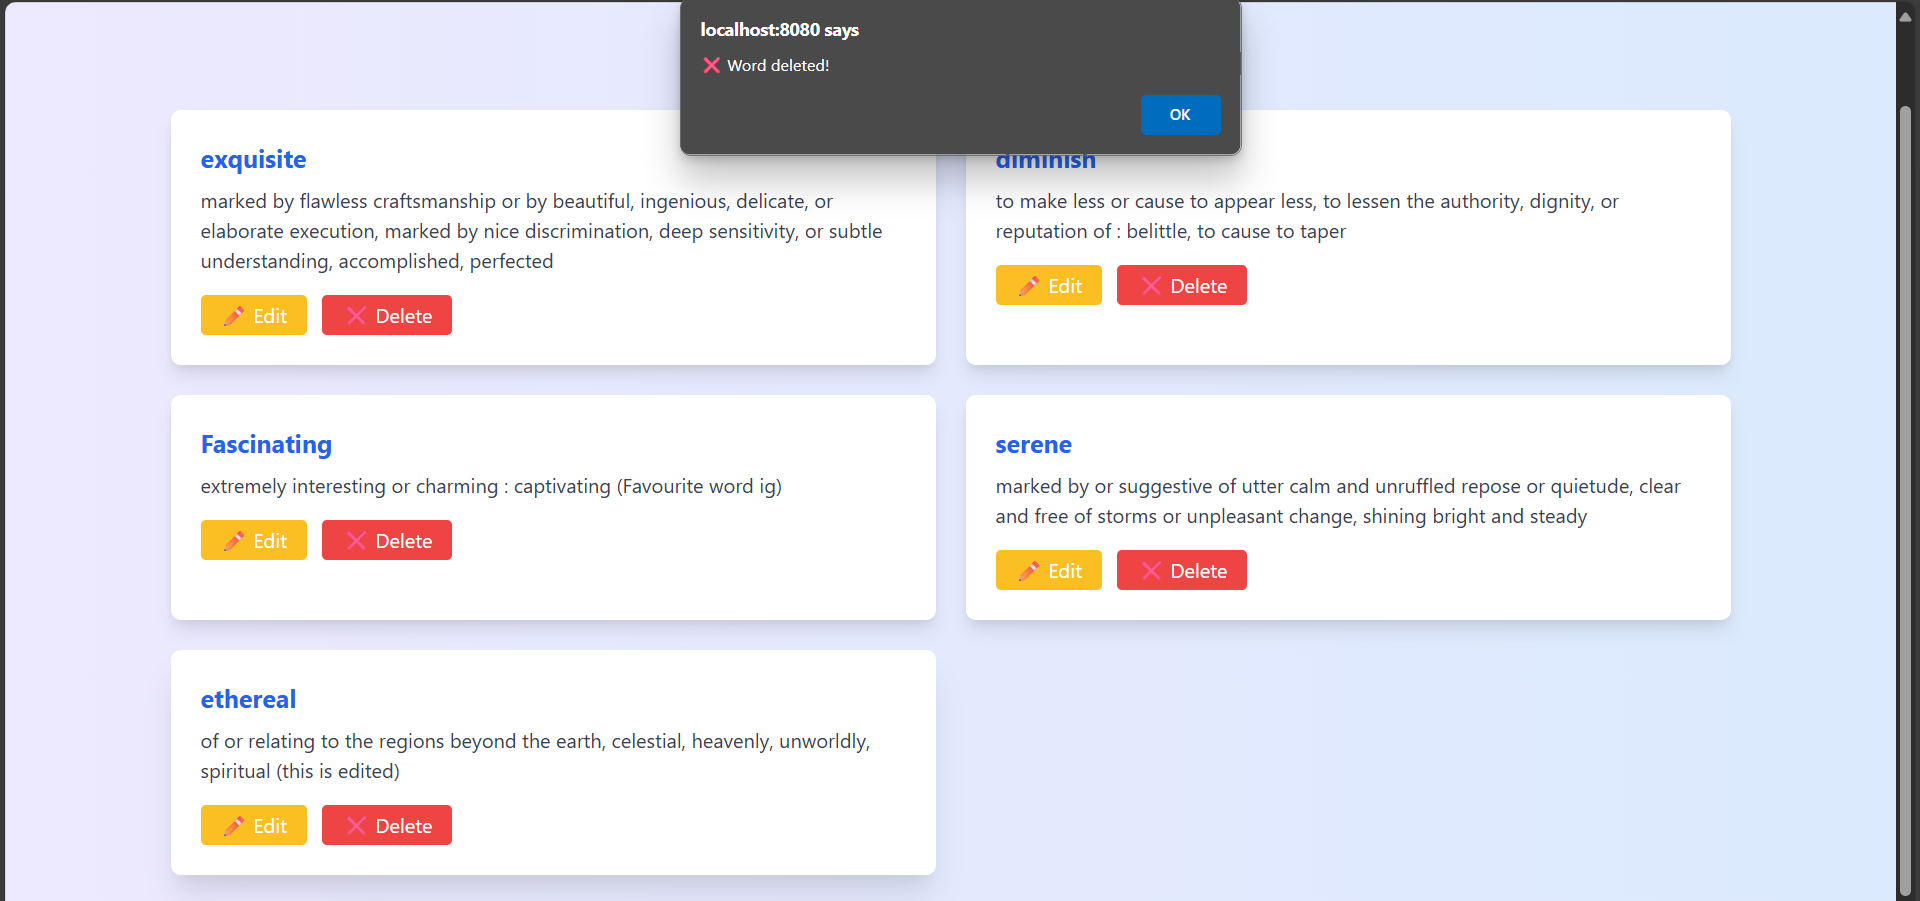 localhost:8080 says
❌ Word deleted!
OK
exquisite
marked by flawless craftsmanship or by beautiful, ingenious, delicate, or
elaborate execution, marked by nice discrimination, deep sensitivity, or subtle
understanding, accomplished, perfected
✏️ Edit ❌ Delete
diminish
to make less or cause to appear less, to lessen the authority, dignity, or
reputation of : belittle, to cause to taper
✏️ Edit ❌ Delete
Fascinating
extremely interesting or charming : captivating (Favourite word ig)
✏️ Edit ❌ Delete
serene
marked by or suggestive of utter calm and unruffled repose or quietude, clear
and free of storms or unpleasant change, shining bright and steady
✏️ Edit ❌ Delete
ethereal
of or relating to the regions beyond the earth, celestial, heavenly, unworldly,
spiritual (this is edited)
✏️ Edit ❌ Delete